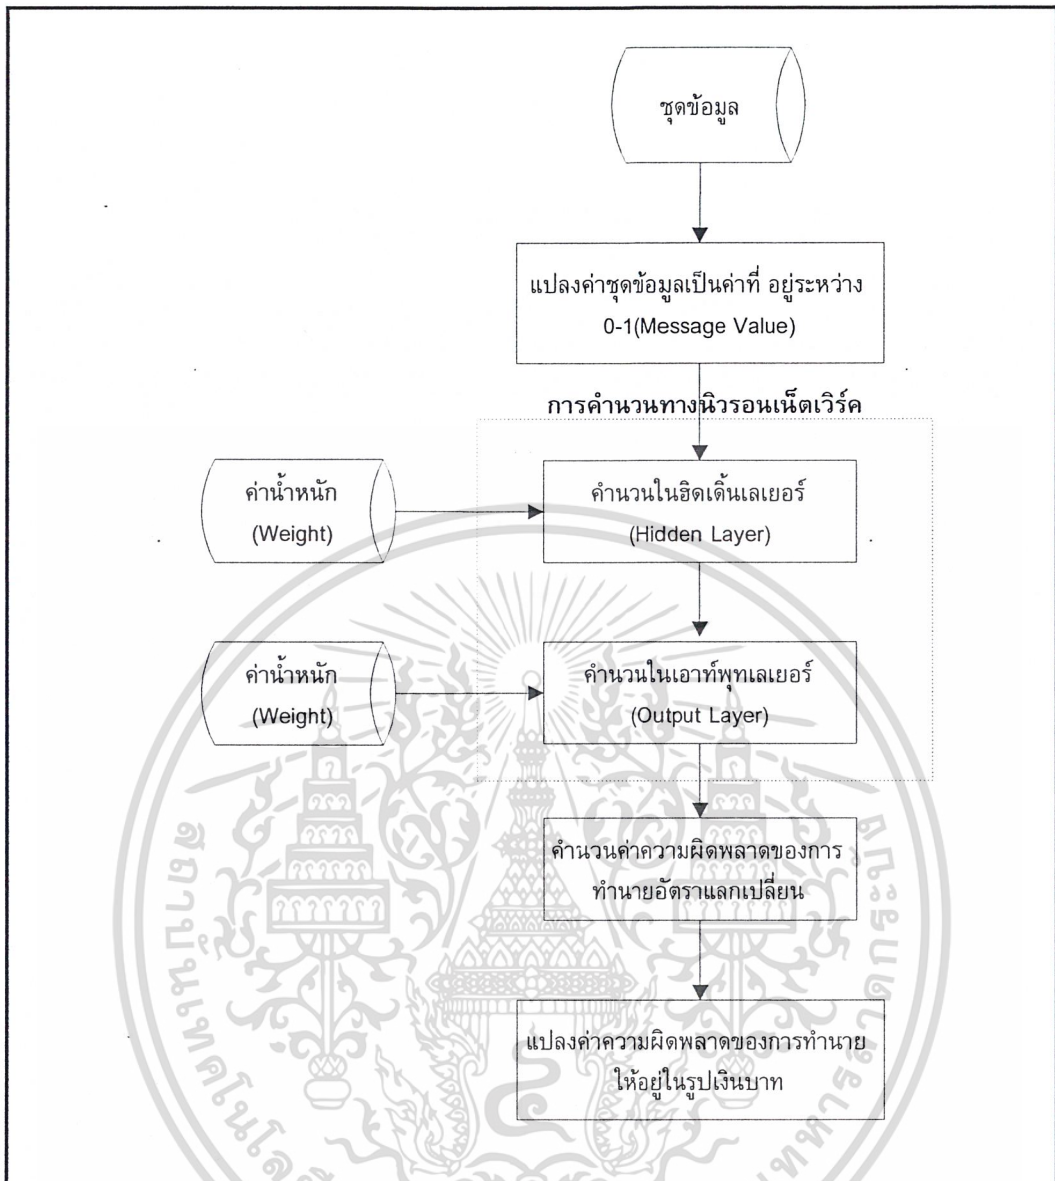 ชุดข้อมูล
แปลงค่าชุดข้อมูลเป็นค่าที่ อยู่ระหว่าง
0-1(Message Value)
การคำนวนทางนิวรอนเน็ตเวิร์ค
ค่าน้ำหนัก
(Weight)
คำนวนในฮิดเดิ้นเลเยอร์
(Hidden Layer)
ค่าน้ำหนัก
(Weight)
คำนวนในเอาท์พุทเลเยอร์
(Output Layer)
คำนวนค่าความผิดพลาดของการ
ทำนายอัตราแลกเปลี่ยน
แปลงค่าความผิดพลาดของการทำนาย
ให้อยู่ในรูปเงินบาท